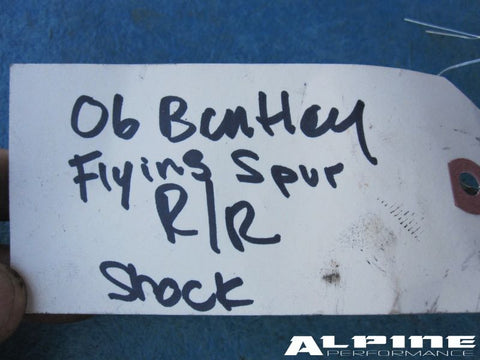 06 Bentley
Flying Spur
R/R
Shock
ALPINE
PERFORMANCE